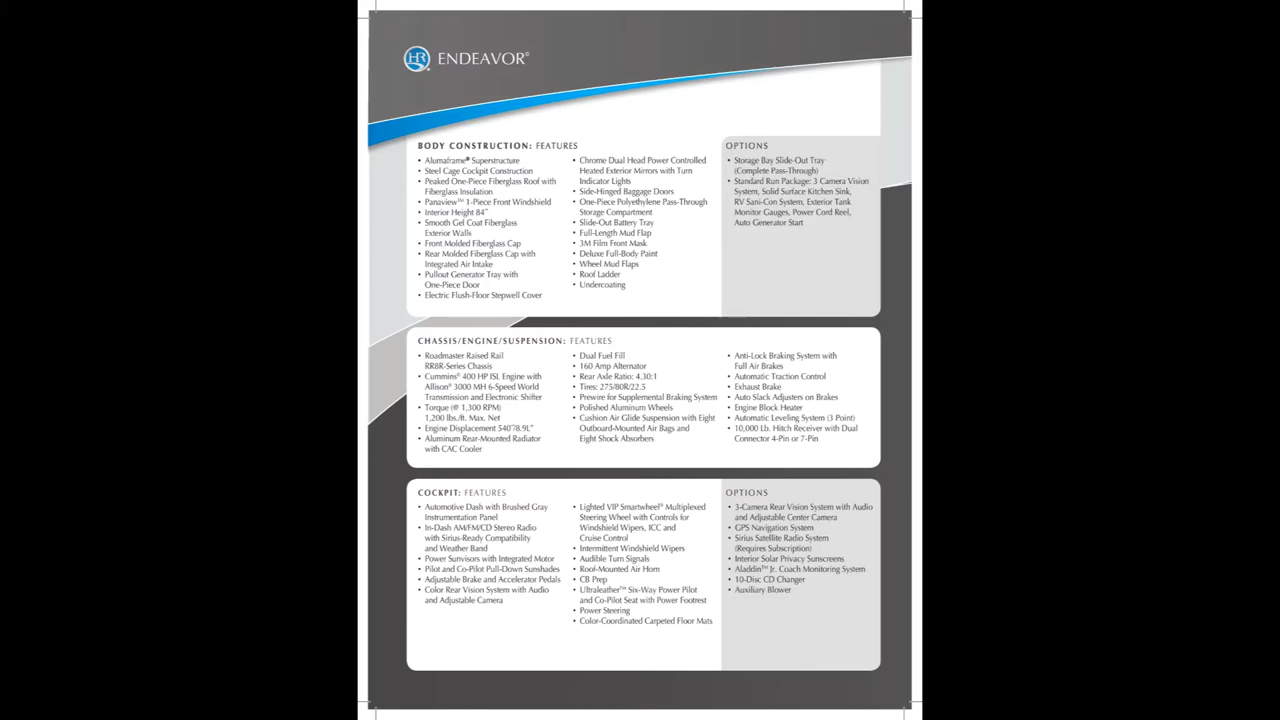 HR ENDEAVOR®
BODY CONSTRUCTION: FEATURES
• Alumaframe® Superstructure
• Steel Cage Cockpit Construction
• Peaked One-Piece Fiberglass Roof with
Fiberglass Insulation
• Panaview™ 1-Piece Front Windshield
• Interior Height 84"
• Smooth Gel Coat Fiberglass
Exterior Walls
• Front Molded Fiberglass Cap
• Rear Molded Fiberglass Cap with
Integrated Air Intake
• Pullout Generator Tray with
One-Piece Door
• Electric Flush-Floor Stepwell Cover
• Chrome Dual Head Power Controlled
Heated Exterior Mirrors with Turn
Indicator Lights
• Side-Hinged Baggage Doors
• One-Piece Polyethylene Pass-Through
Storage Compartment
• Slide-Out Battery Tray
• Full-Length Mud Flap
• 3M Film Front Mask
• Deluxe Full-Body Paint
• Wheel Mud Flaps
• Roof Ladder
• Undercoating
OPTIONS
• Storage Bay Slide-Out Tray
(Complete Pass-Through)
• Standard Run Package: 3 Camera Vision
System, Solid Surface Kitchen Sink,
RV Sani-Con System, Exterior Tank
Monitor Gauges, Power Cord Reel,
Auto Generator Start
CHASSIS/ENGINE/SUSPENSION: FEATURES
• Roadmaster Raised Rail
RR8R-Series Chassis
• Cummins® 400 HP ISL Engine with
Allison® 3000 MH 6-Speed World
Transmission and Electronic Shifter
• Torque (@ 1,300 RPM)
1,200 lbs./ft. Max. Net
• Engine Displacement 540"/8.9L"
• Aluminum Rear-Mounted Radiator
with CAC Cooler
• Dual Fuel Fill
• 160 Amp Alternator
• Rear Axle Ratio: 4.30:1
• Tires: 275/80R/22.5
• Prewire for Supplemental Braking System
• Polished Aluminum Wheels
• Cushion Air Glide Suspension with Eight
Outboard-Mounted Air Bags and
Eight Shock Absorbers
• Anti-Lock Braking System with
Full Air Brakes
• Automatic Traction Control
• Exhaust Brake
• Auto Slack Adjusters on Brakes
• Engine Block Heater
• Automatic Leveling System (3 Point)
• 10,000 Lb. Hitch Receiver with Dual
Connector 4-Pin or 7-Pin
COCKPIT: FEATURES
• Automotive Dash with Brushed Gray
Instrumentation Panel
• In-Dash AM/FM/CD Stereo Radio
with Sirius-Ready Compatibility
and Weather Band
• Power Sunvisors with Integrated Motor
• Pilot and Co-Pilot Pull-Down Sunshades
• Adjustable Brake and Accelerator Pedals
• Color Rear Vision System with Audio
and Adjustable Camera
• Lighted VIP Smartwheel® Multiplexed
Steering Wheel with Controls for
Windshield Wipers, ICC and
Cruise Control
• Intermittent Windshield Wipers
• Audible Turn Signals
• Roof-Mounted Air Horn
• CB Prep
• Ultraleather™ Six-Way Power Pilot
and Co-Pilot Seat with Power Footrest
• Power Steering
• Color-Coordinated Carpeted Floor Mats
OPTIONS
• 3-Camera Rear Vision System with Audio
and Adjustable Center Camera
• GPS Navigation System
• Sirius Satellite Radio System
(Requires Subscription)
• Interior Solar Privacy Sunscreens
• Aladdin™ Jr. Coach Monitoring System
• 10-Disc CD Changer
• Auxiliary Blower